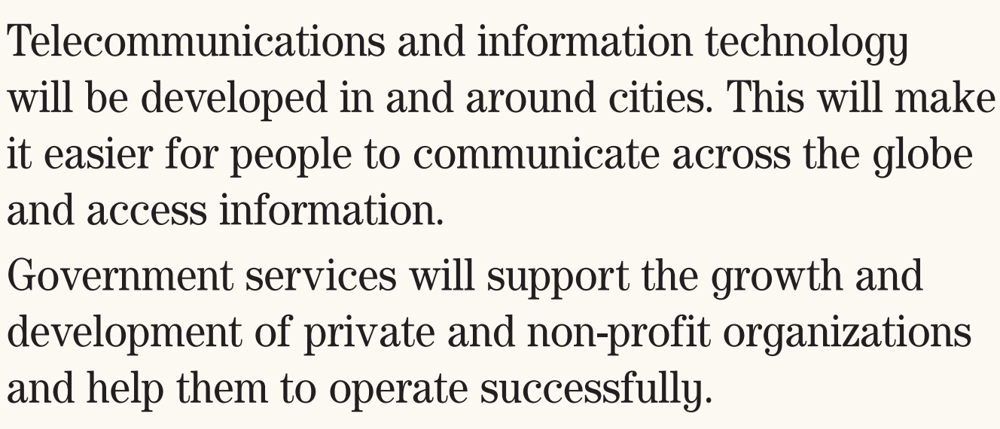 Telecommunications and information technology
will be developed in and around cities. This will make
it easier for people to communicate across the globe
and access information.
Government services will support the growth and
development of private and non-profit organizations
and help them to operate successfully.